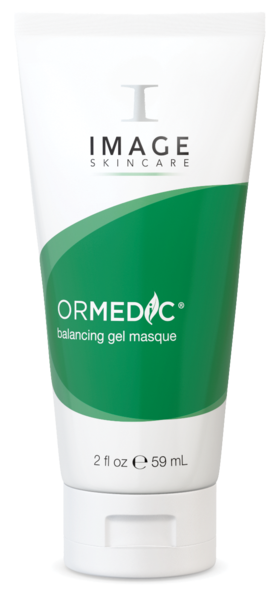 I
IMAGE
SKINCARE
ORMEDIC®
balancing gel masque
2 fl oz ℮ 59 mL